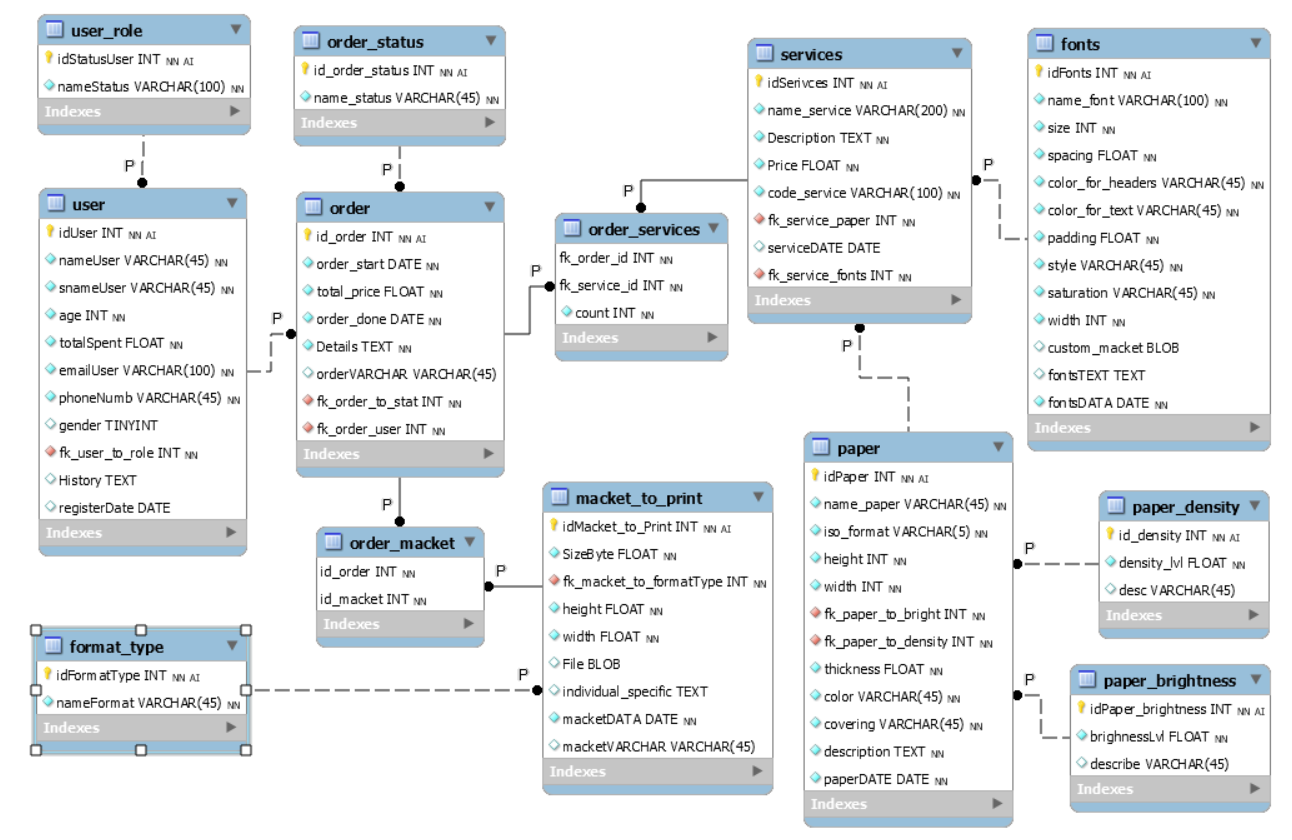 user_role
idStatusUser INT NN AI
nameStatus VARCHAR(100) NN
Indexes
P
order_status
id_order_status INT NN AI
name_status VARCHAR(45) NN
Indexes
P
services
idSerivces INT NN AI
name_service VARCHAR(200) NN
Description TEXT NN
Price FLOAT NN
code_service VARCHAR(100) NN
fk_service_paper INT NN
serviceDATE DATE
fk_service_fonts INT NN
Indexes
P
P
P
fonts
idFonts INT NN AI
name_font VARCHAR(100) NN
size INT NN
spacing FLOAT NN
color_for_headers VARCHAR(45) NN
color_for_text VARCHAR(45) NN
padding FLOAT NN
style VARCHAR(45) NN
saturation VARCHAR(45) NN
width INT NN
custom_macket BLOB
fontsTEXT TEXT
fontsDATA DATE NN
Indexes
user
idUser INT NN AI
nameUser VARCHAR(45) NN
snameUser VARCHAR(45) NN
age INT NN
totalSpent FLOAT NN
emailUser VARCHAR(100) NN
phoneNumb VARCHAR(45) NN
gender TINYINT
fk_user_to_role INT NN
History TEXT
registerDate DATE
Indexes
P
order
id_order INT NN AI
order_start DATE NN
total_price FLOAT NN
order_done DATE NN
Details TEXT NN
orderVARCHAR VARCHAR(45)
fk_order_to_stat INT NN
fk_order_user INT NN
Indexes
P
P
order_services
fk_order_id INT NN
fk_service_id INT NN
count INT NN
Indexes
order_macket
id_order INT NN
id_macket INT NN
Indexes
P
macket_to_print
idMacket_to_Print INT NN AI
SizeByte FLOAT NN
fk_macket_to_formatType INT NN
height FLOAT NN
width FLOAT NN
File BLOB
individual_specific TEXT
macketDATA DATE NN
macketVARCHAR VARCHAR(45)
Indexes
P
format_type
idFormatType INT NN AI
nameFormat VARCHAR(45) NN
Indexes
paper
idPaper INT NN AI
name_paper VARCHAR(45) NN
iso_format VARCHAR(5) NN
height INT NN
width INT NN
fk_paper_to_bright INT NN
fk_paper_to_density INT NN
thickness FLOAT NN
color VARCHAR(45) NN
covering VARCHAR(45) NN
description TEXT NN
paperDATE DATE NN
Indexes
P
P
paper_density
id_density INT NN AI
density_lvl FLOAT NN
desc VARCHAR(45)
Indexes
paper_brightness
idPaper_brightness INT NN AI
brighnessLvl FLOAT NN
describe VARCHAR(45)
Indexes